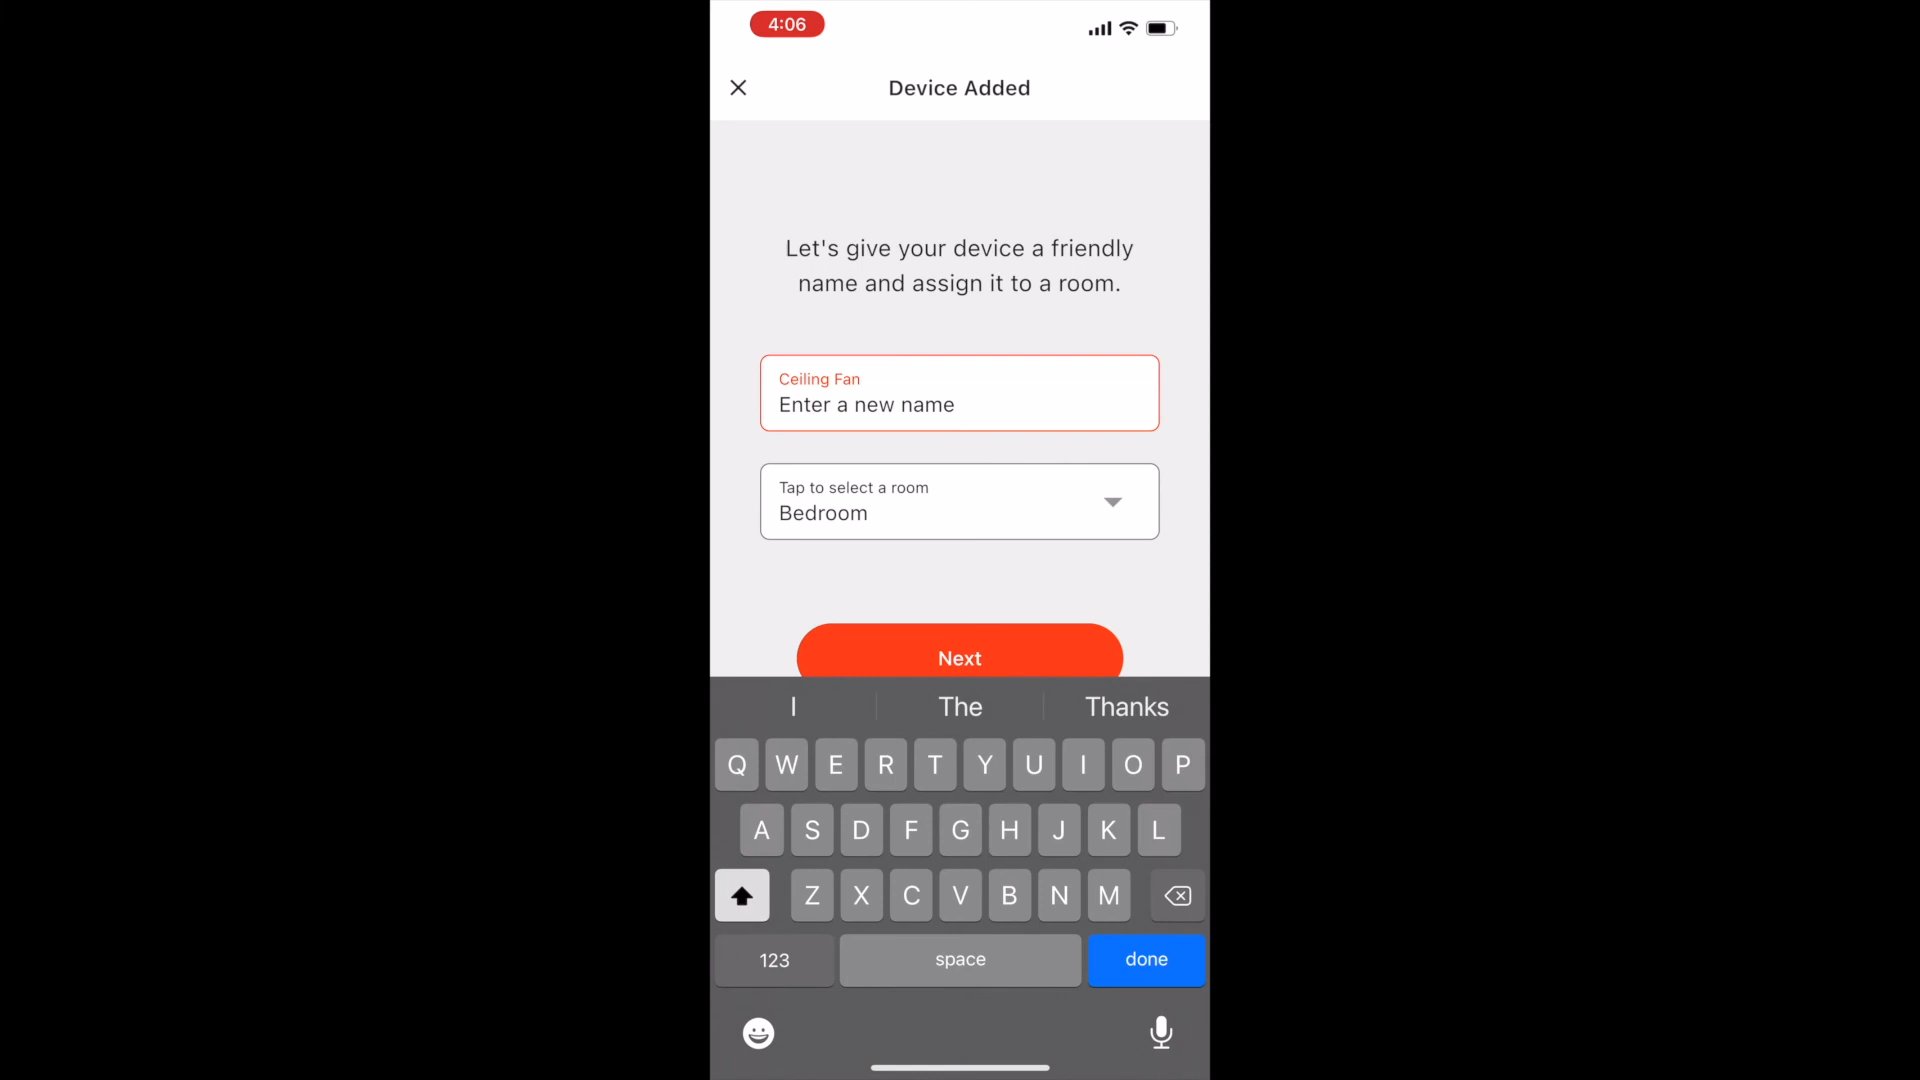 4:06
Device Added
Let's give your device a friendly
name and assign it to a room.
Ceiling Fan
Enter a new name
Tap to select a room
Bedroom
Next
I The Thanks
Q W E R T Y U I O P
A S D F G H J K L
Z X C V B N M
123 space done